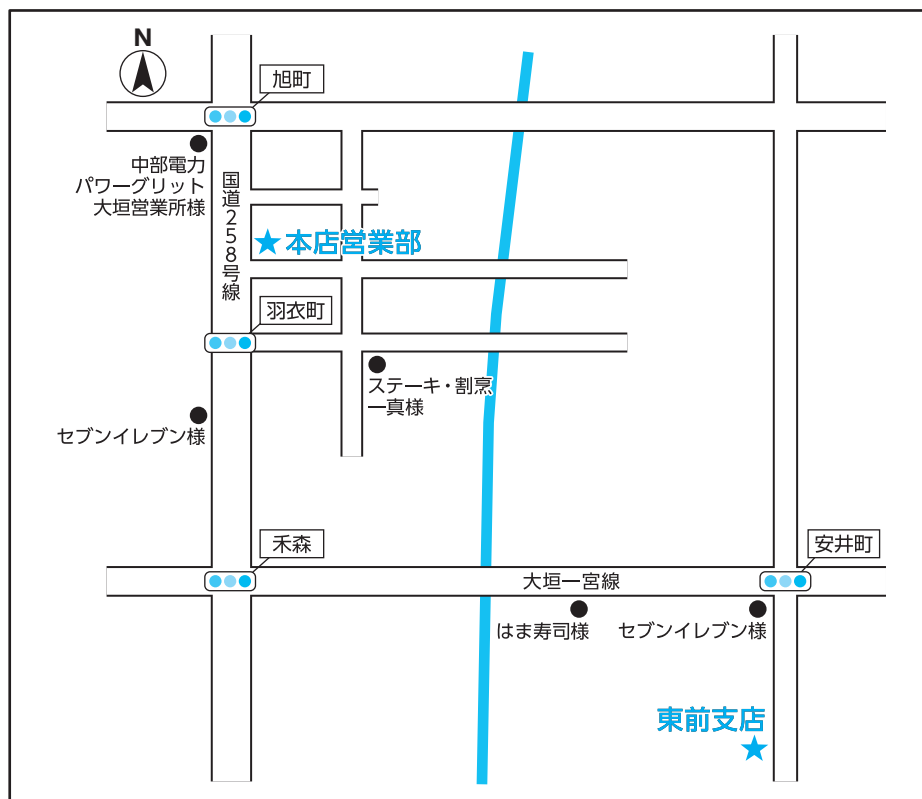 N
旭町
中部電力
パワーグリット
大垣営業所様
国道258号線
★本店営業部
羽衣町
ステーキ・割烹
一真様
セブンイレブン様
禾森
安井町
大垣一宮線
はま寿司様
セブンイレブン様
東前支店
★